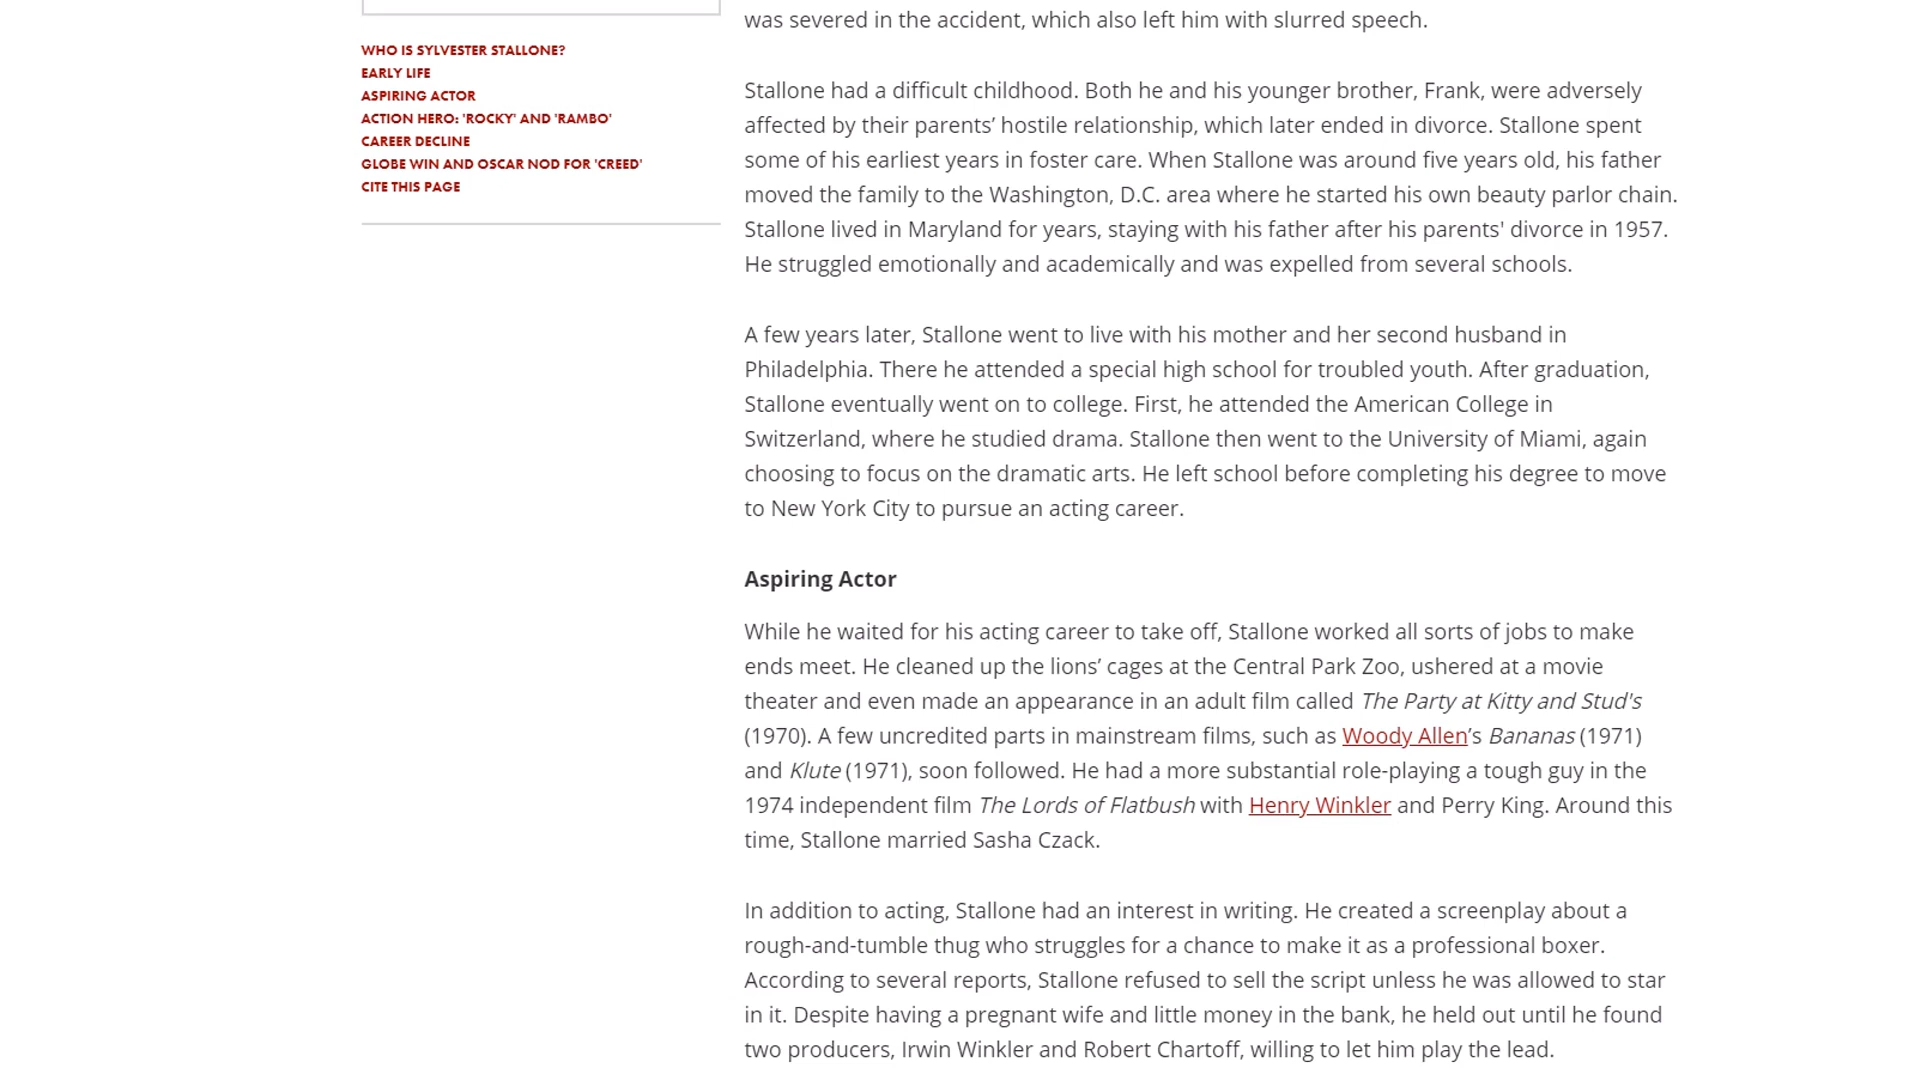 WHO IS SYLVESTER STALLONE?
EARLY LIFE
ASPIRING ACTOR
ACTION HERO: 'ROCKY' AND 'RAMBO'
CAREER DECLINE
GLOBE WIN AND OSCAR NOD FOR 'CREED'
CITE THIS PAGE
was severed in the accident, which also left him with slurred speech.
Stallone had a difficult childhood. Both he and his younger brother, Frank, were adversely
affected by their parents’ hostile relationship, which later ended in divorce. Stallone spent
some of his earliest years in foster care. When Stallone was around five years old, his father
moved the family to the Washington, D.C. area where he started his own beauty parlor chain.
Stallone lived in Maryland for years, staying with his father after his parents' divorce in 1957.
He struggled emotionally and academically and was expelled from several schools.
A few years later, Stallone went to live with his mother and her second husband in
Philadelphia. There he attended a special high school for troubled youth. After graduation,
Stallone eventually went on to college. First, he attended the American College in
Switzerland, where he studied drama. Stallone then went to the University of Miami, again
choosing to focus on the dramatic arts. He left school before completing his degree to move
to New York City to pursue an acting career.
Aspiring Actor
While he waited for his acting career to take off, Stallone worked all sorts of jobs to make
ends meet. He cleaned up the lions’ cages at the Central Park Zoo, ushered at a movie
theater and even made an appearance in an adult film called The Party at Kitty and Stud's
(1970). A few uncredited parts in mainstream films, such as Woody Allen’s Bananas (1971)
and Klute (1971), soon followed. He had a more substantial role-playing a tough guy in the
1974 independent film The Lords of Flatbush with Henry Winkler and Perry King. Around this
time, Stallone married Sasha Czack.
In addition to acting, Stallone had an interest in writing. He created a screenplay about a
rough-and-tumble thug who struggles for a chance to make it as a professional boxer.
According to several reports, Stallone refused to sell the script unless he was allowed to star
in it. Despite having a pregnant wife and little money in the bank, he held out until he found
two producers, Irwin Winkler and Robert Chartoff, willing to let him play the lead.